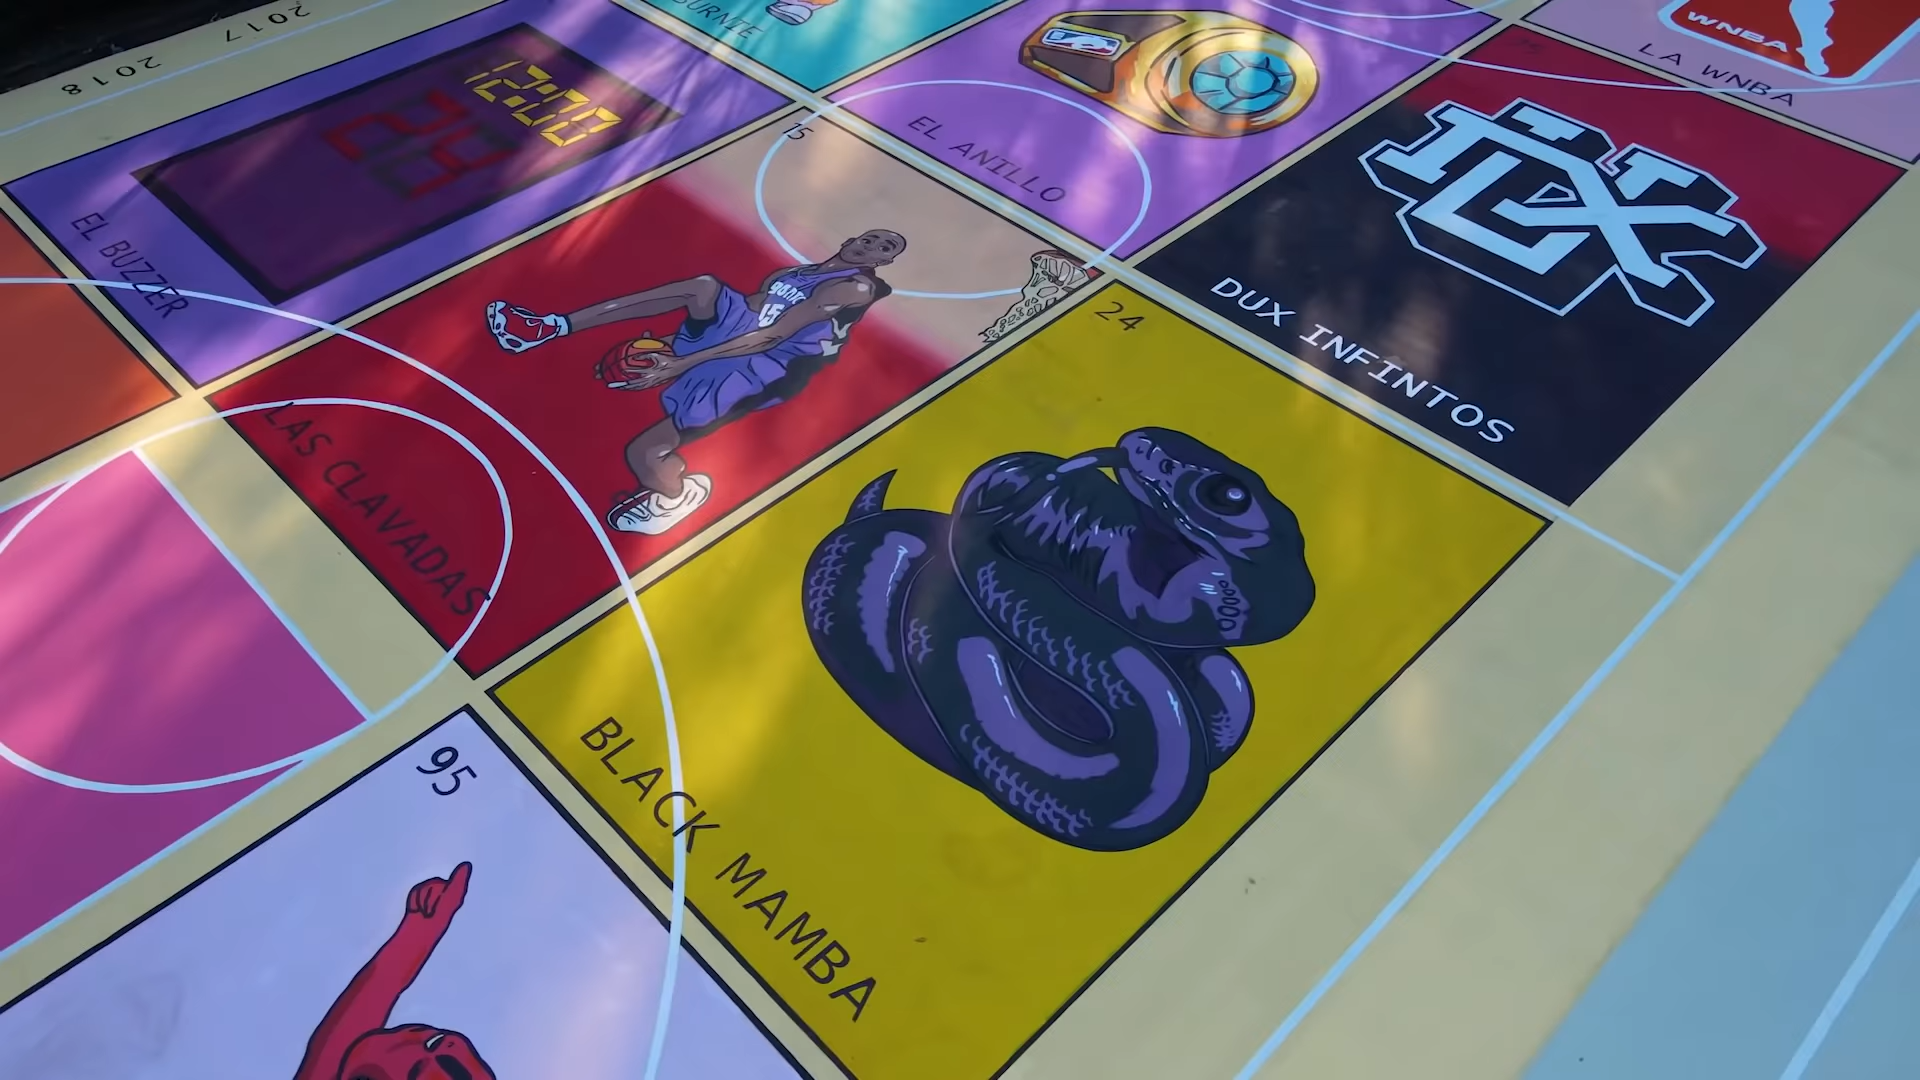 2017
2018
BURNIE
12:00
24
EL BUZZER
EL ANILLO
WNBA
LA WNBA
DUX INFINTOS
15
15
LAS CLAVADAS
24
BLACK MAMBA
95